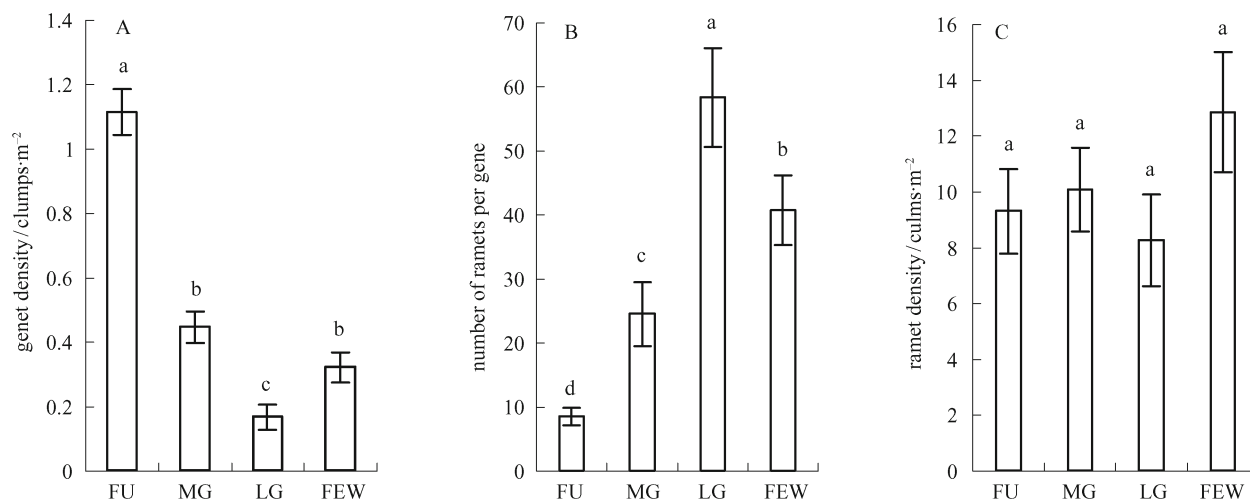 A
genet density/clumps·m⁻²
1.4
1.2
1
0.8
0.6
0.4
0.2
0
a
b
c
b
FU MG LG FEW
B
number of ramets per gene
70
60
50
40
30
20
10
0
d
c
a
b
FU MG LG FEW
C
ramet density/culms·m⁻²
16
14
12
10
8
6
4
2
0
a
a
a
a
FU MG LG FEW